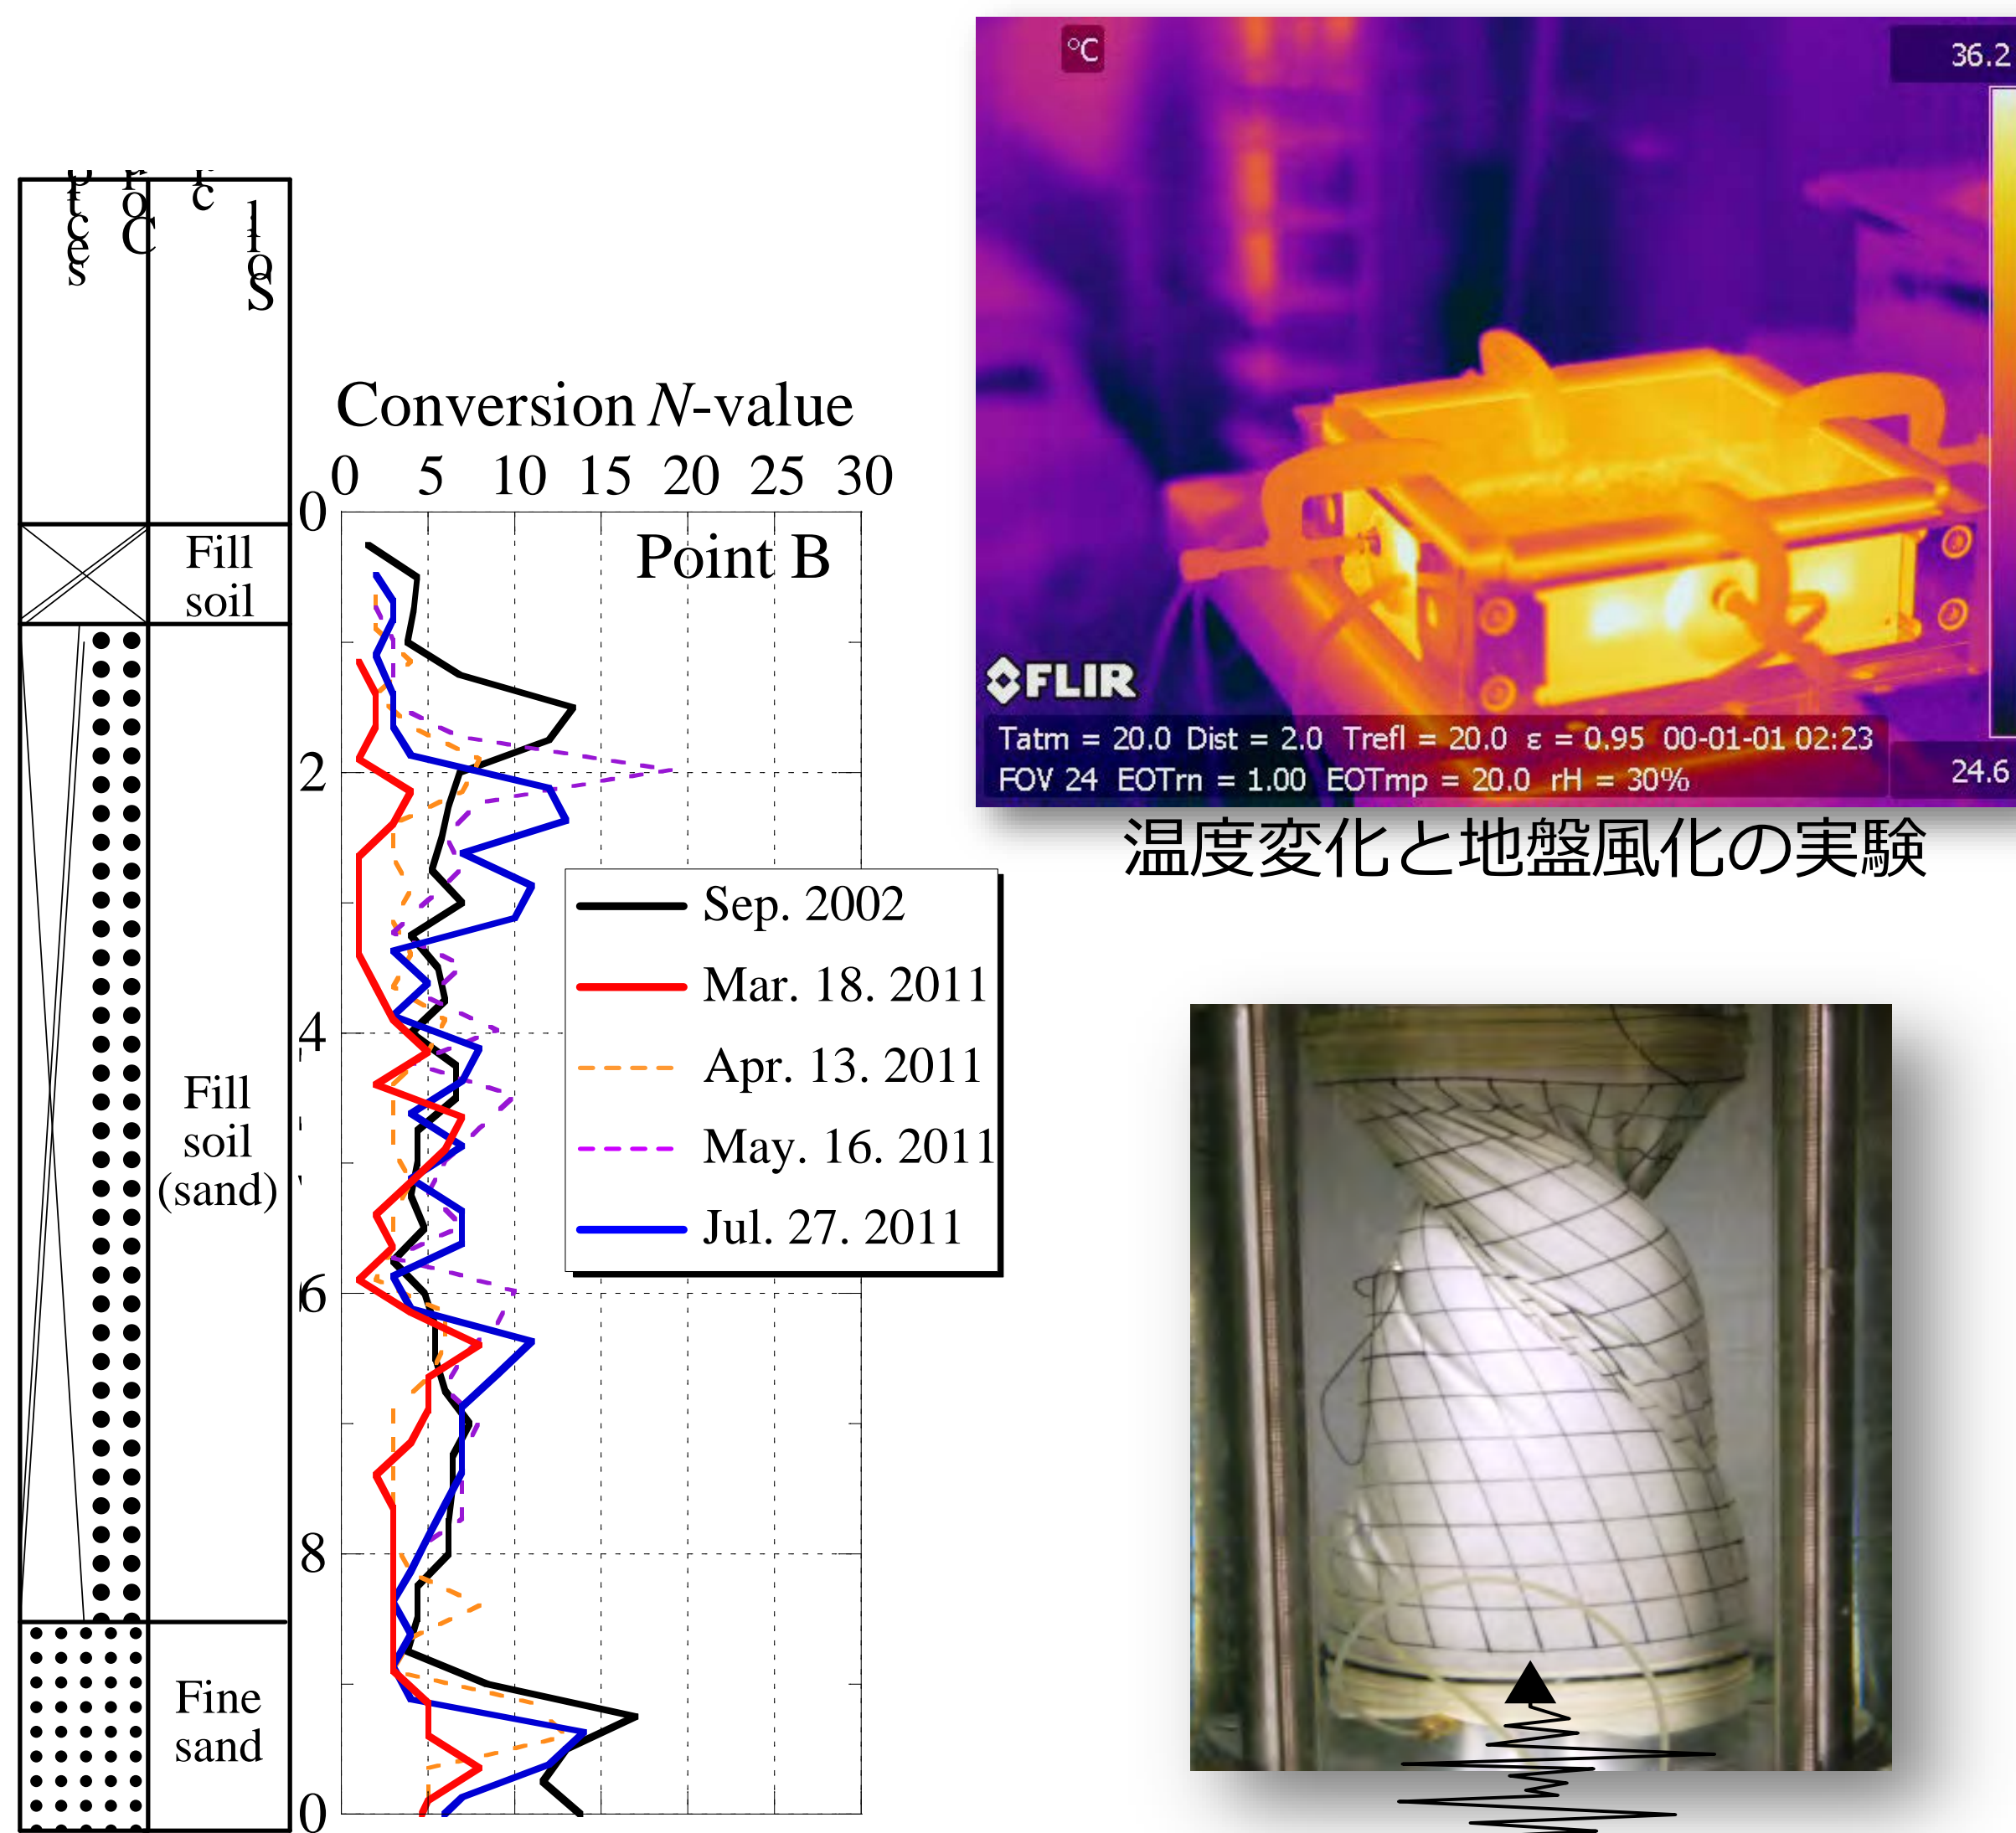 Conversion N-value
0 5 10 15 20 25 30
0
2
4
6
8
0
Point B
Sep. 2002
Mar. 18. 2011
Apr. 13. 2011
May. 16. 2011
Jul. 27. 2011
Fill
soil
Fill
soil
(sand)
Fine
sand
°C
36.2
24.6
FLIR
Tatm = 20.0 Dist = 2.0 Trefl = 20.0 ε = 0.95 00-01-01 02:23
FOV 24 EOTrn = 1.00 EOTmp = 20.0 rH = 30%
温度変化と地盤風化の実験